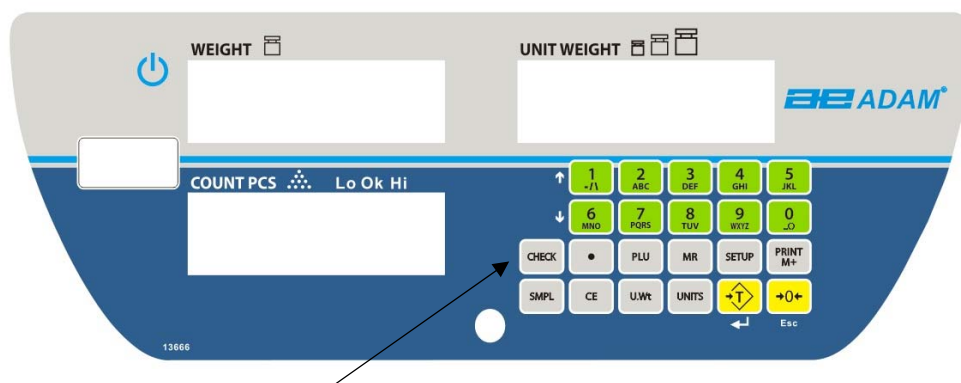 WEIGHT
UNIT WEIGHT
ae ADAM®
COUNT PCS Lo Ok Hi
1 2 3 4 5
-/\ ABC DEF GHI JKL
6 7 8 9 0
MNO PQRS TUV WXYZ _Ω
CHECK • PLU MR SETUP PRINT M+
SMPL CE U.Wt UNITS T →0←
Esc
13666